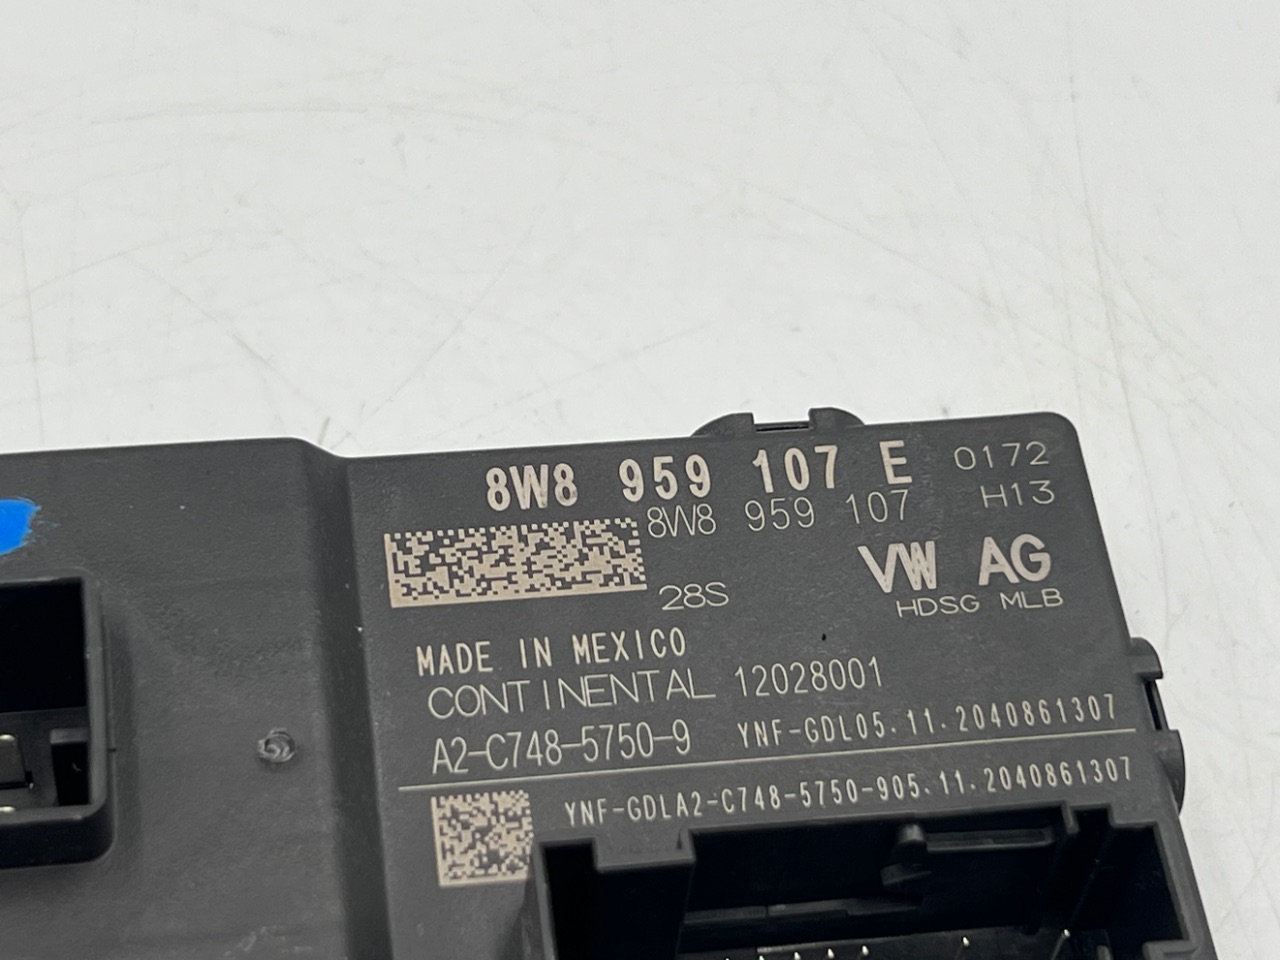 8W8 959 107 E 0172
8W8 959 107 H13
VW AG
28S HDSG MLB
MADE IN MEXICO
CONTINENTAL 12028001
A2-C748-5750-9 YNF-GDL05.11.2040861307
YNF-GDLA2-C748-5750-905.11.2040861307